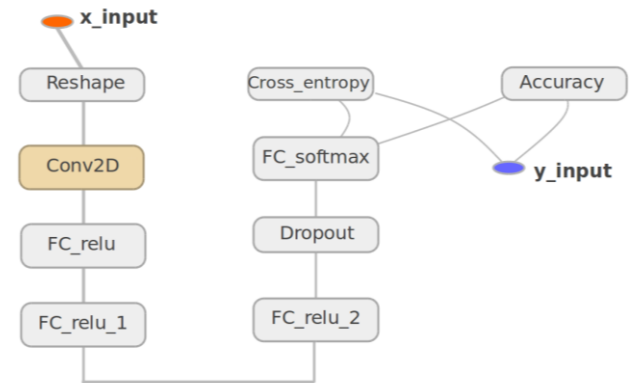 x_input
Reshape
Conv2D
FC_relu
FC_relu_1
Cross_entropy
FC_softmax
Dropout
FC_relu_2
Accuracy
y_input